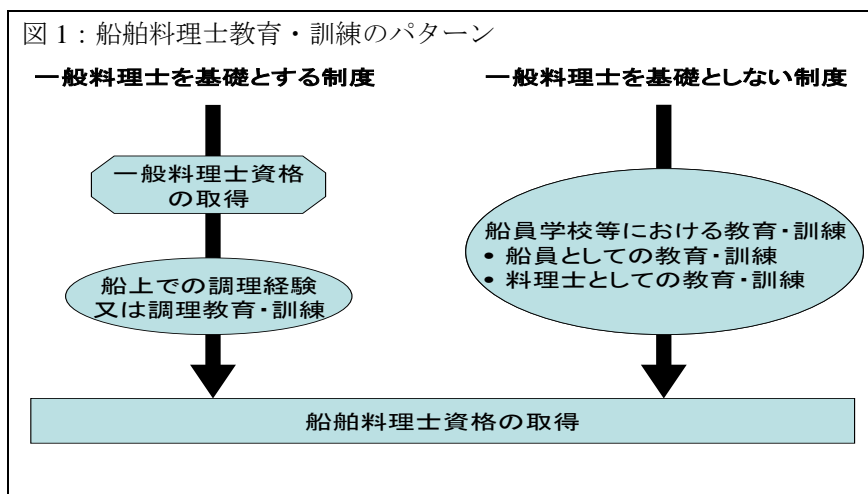 図1：船舶料理士教育・訓練のパターン
一般料理士を基礎とする制度
一般料理士資格
の取得
船上での調理経験
又は調理教育・訓練
一般料理士を基礎としない制度
船員学校等における教育・訓練
• 船員としての教育・訓練
• 料理士としての教育・訓練
船舶料理士資格の取得